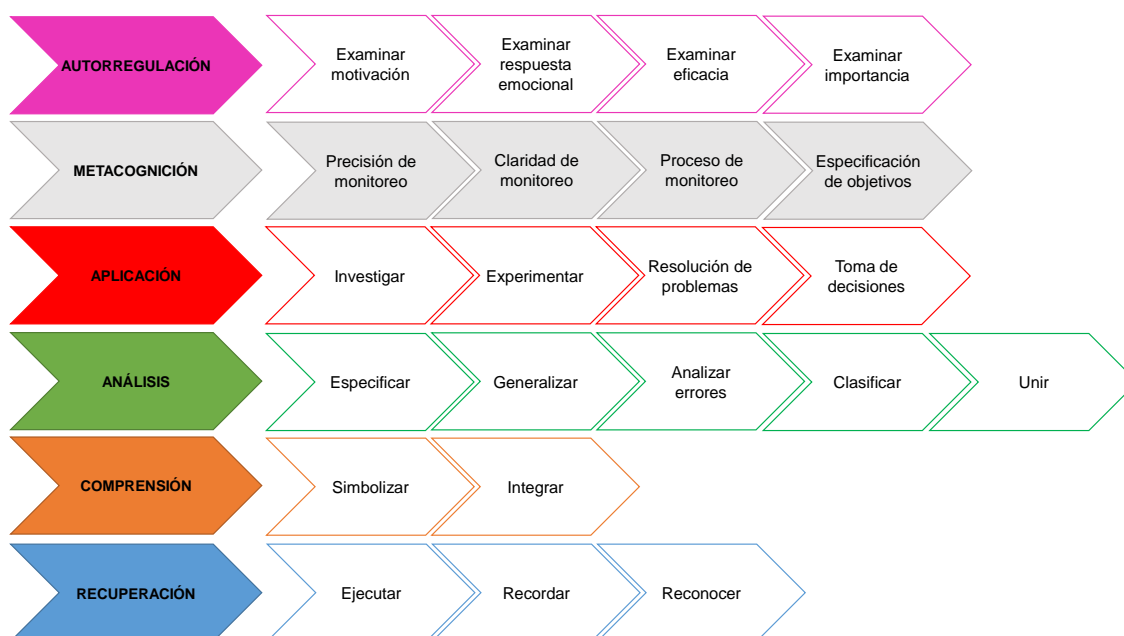 AUTORREGULACIÓN
Examinar
motivación
Examinar
respuesta
emocional
Examinar
eficacia
Examinar
importancia
METACOGNICIÓN
Precisión de
monitoreo
Claridad de
monitoreo
Proceso de
monitoreo
Especificación
de objetivos
APLICACIÓN
Investigar
Experimentar
Resolución de
problemas
Toma de
decisiones
ANÁLISIS
Especificar
Generalizar
Analizar
errores
Clasificar
Unir
COMPRENSIÓN
Simbolizar
Integrar
RECUPERACIÓN
Ejecutar
Recordar
Reconocer